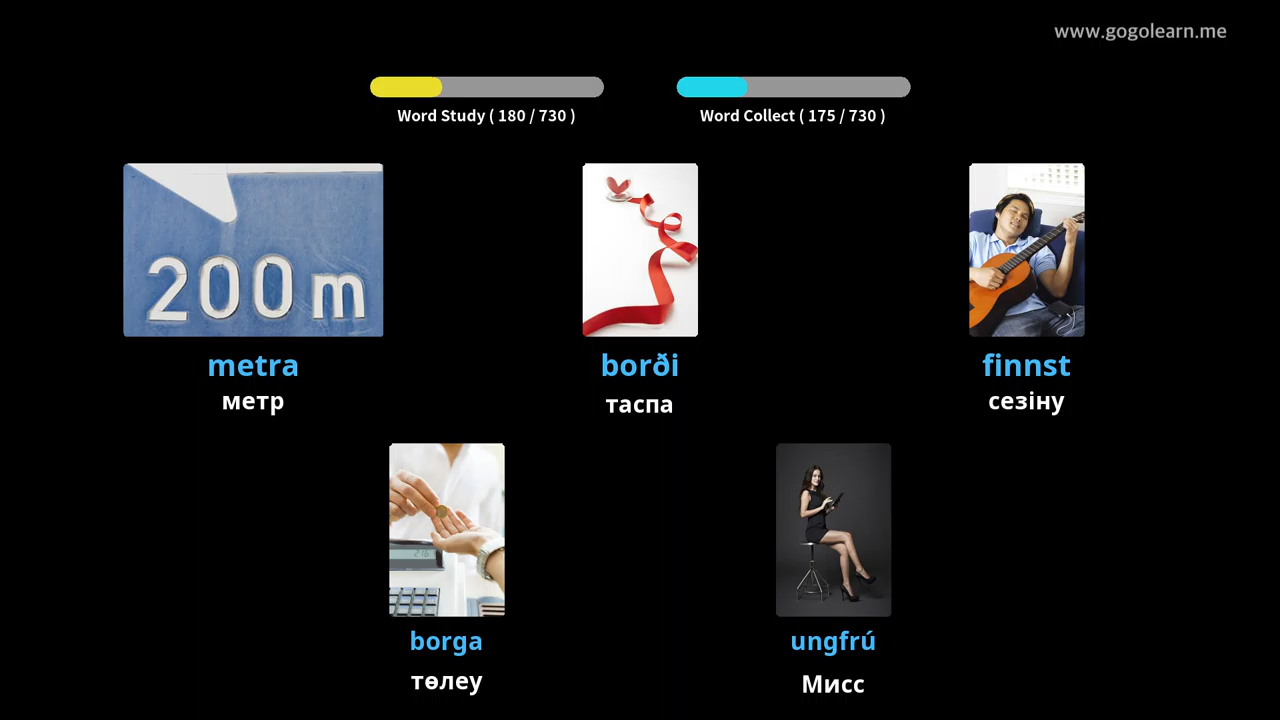 www.gogolearn.me
Word Study ( 180 / 730 )
Word Collect ( 175 / 730 )
200 m
metra
метр
borði
таспа
finnst
сезіну
216
borga
төлеу
ungfrú
Мисс